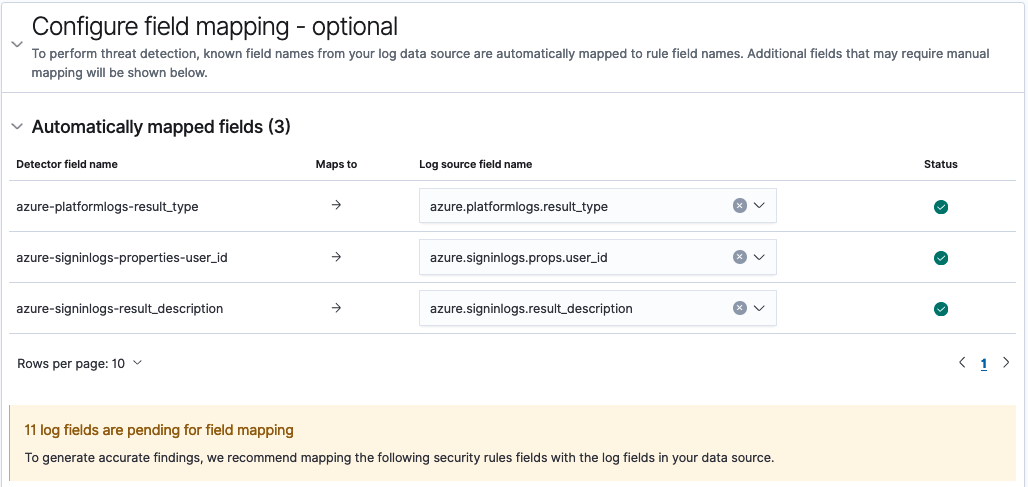 Configure field mapping - optional
To perform threat detection, known field names from your log data source are automatically mapped to rule field names. Additional fields that may require manual
mapping will be shown below.
Automatically mapped fields (3)
Detector field name Maps to Log source field name Status
azure-platformlogs-result_type → azure.platformlogs.result_type
azure-signinlogs-properties-user_id → azure.signinlogs.props.user_id
azure-signinlogs-result_description → azure.signinlogs.result_description
Rows per page: 10 1
11 log fields are pending for field mapping
To generate accurate findings, we recommend mapping the following security rules fields with the log fields in your data source.